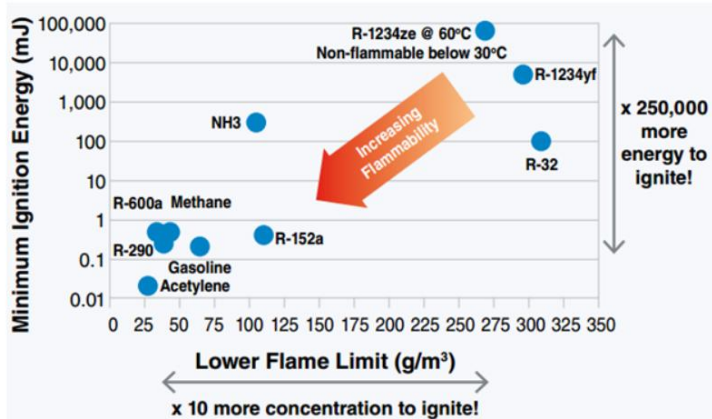 Minimum Ignition Energy (mJ)
100,000
10,000
1,000
100
10
1
0.1
0.01
R-1234ze @ 60°C
Non-flammable below 30°C
R-1234yf
NH3
Increasing
Flammability
R-32
x 250,000
more
energy to
ignite!
R-600a Methane
R-290
R-152a
Gasoline
Acetylene
0 25 50 75 100 125 150 175 200 225 250 275 300 325 350
Lower Flame Limit (g/m³)
x 10 more concentration to ignite!